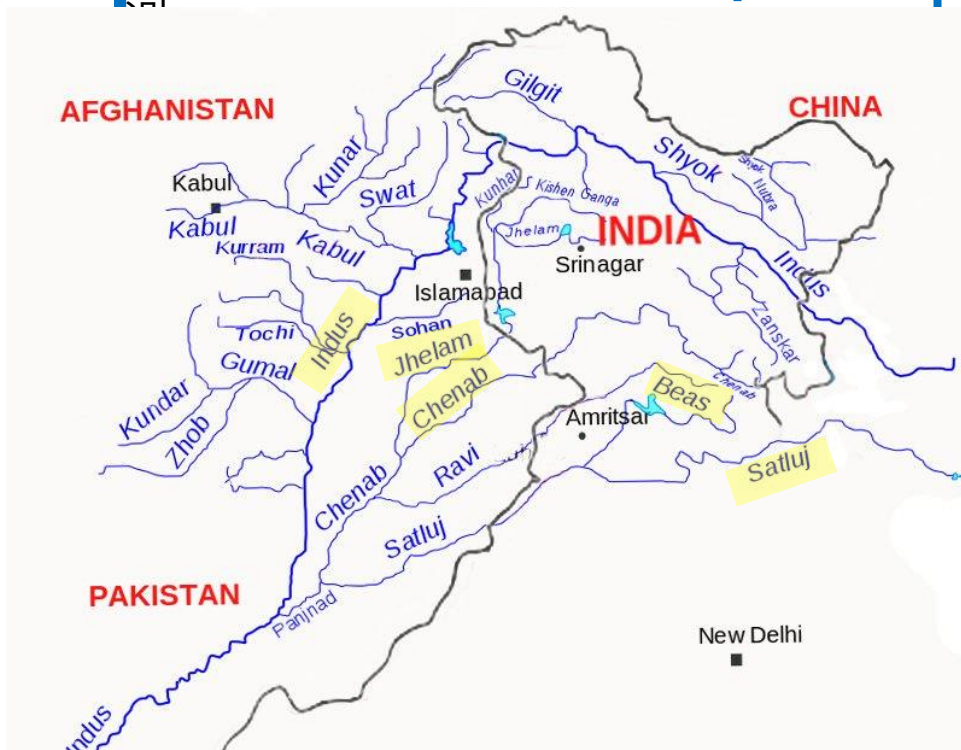 Gilgit
AFGHANISTAN
CHINA
Kunar
Shyok
Shyok
Nubra
Kabul
Swat
Kunhar
Kishen Ganga
Kabul
Kurram
Kabul
Jhelam
INDIA
Srinagar
Indus
Islamabad
Zanskar
Tochi
Indus
Sohan
Jhelam
Gumal
Chenab
Chenab
Beas
Kundar
Zhob
Amritsar
Ravi
Satluj
Chenab
Satluj
PAKISTAN
Panjnad
New Delhi
Indus